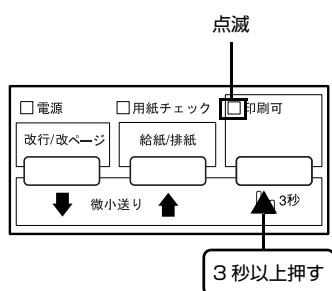 点滅
電源
用紙チェック
印刷可
改行/改ページ
給紙/排紙
微小送り
3秒
3秒以上押す